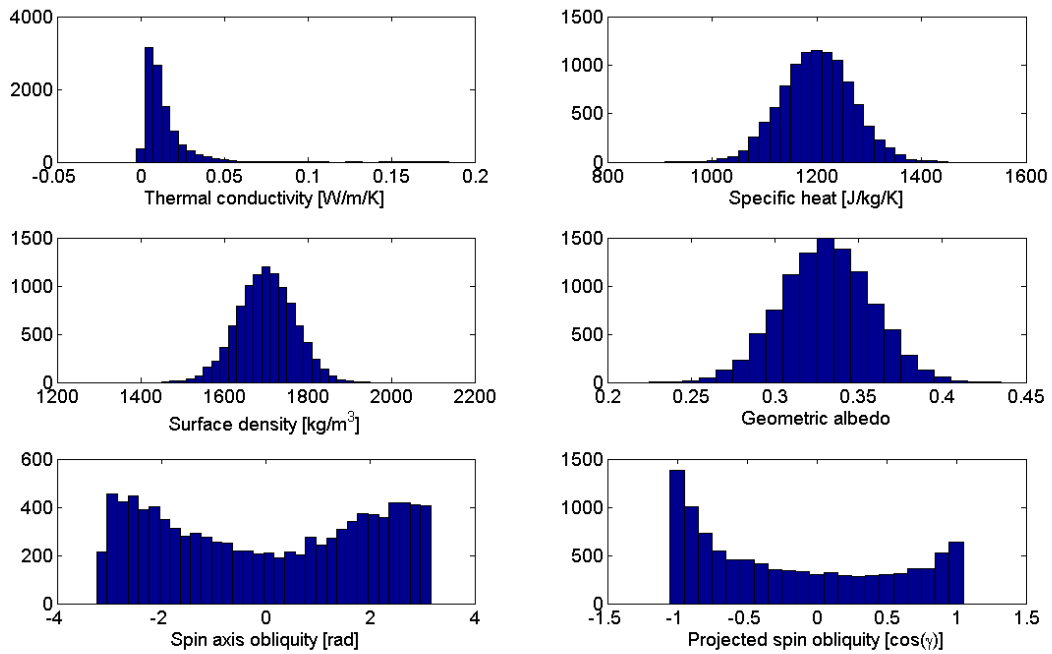 4000
2000
0
-0.05 0 0.05 0.1 0.15 0.2
Thermal conductivity [W/m/K]
1500
1000
500
0
800 1000 1200 1400 1600
Specific heat [J/kg/K]
1500
1000
500
0
1200 1400 1600 1800 2000 2200
Surface density [kg/m³]
1500
1000
500
0
0.2 0.25 0.3 0.35 0.4 0.45
Geometric albedo
600
400
200
0
-4 -2 0 2 4
Spin axis obliquity [rad]
1500
1000
500
0
-1.5 -1 -0.5 0 0.5 1 1.5
Projected spin obliquity [cos(γ)]